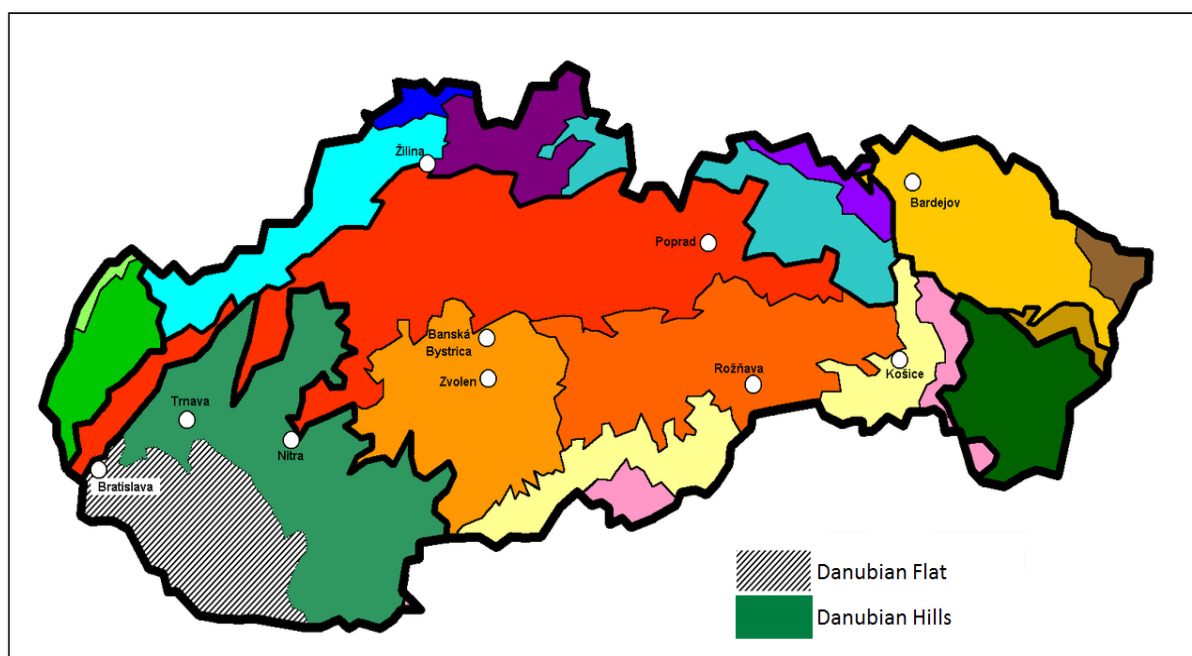 Žilina
Bardejov
Poprad
Banská
Bystrica
Zvolen
Rožňava
Košice
Trnava
Nitra
Bratislava
Danubian Flat
Danubian Hills